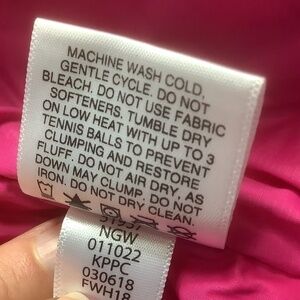 MACHINE WASH COLD,
GENTLE CYCLE. DO NOT
BLEACH. DO NOT USE FABRIC
SOFTENERS. TUMBLE DRY
ON LOW HEAT WITH UP TO 3
TENNIS BALLS TO PREVENT
CLUMPING AND RESTORE
FLUFF. DO NOT AIR DRY, AS
DOWN MAY CLUMP. DO NOT
IRON. DO NOT DRY CLEAN.
NGW
011022
KPPC
030618
FWH18